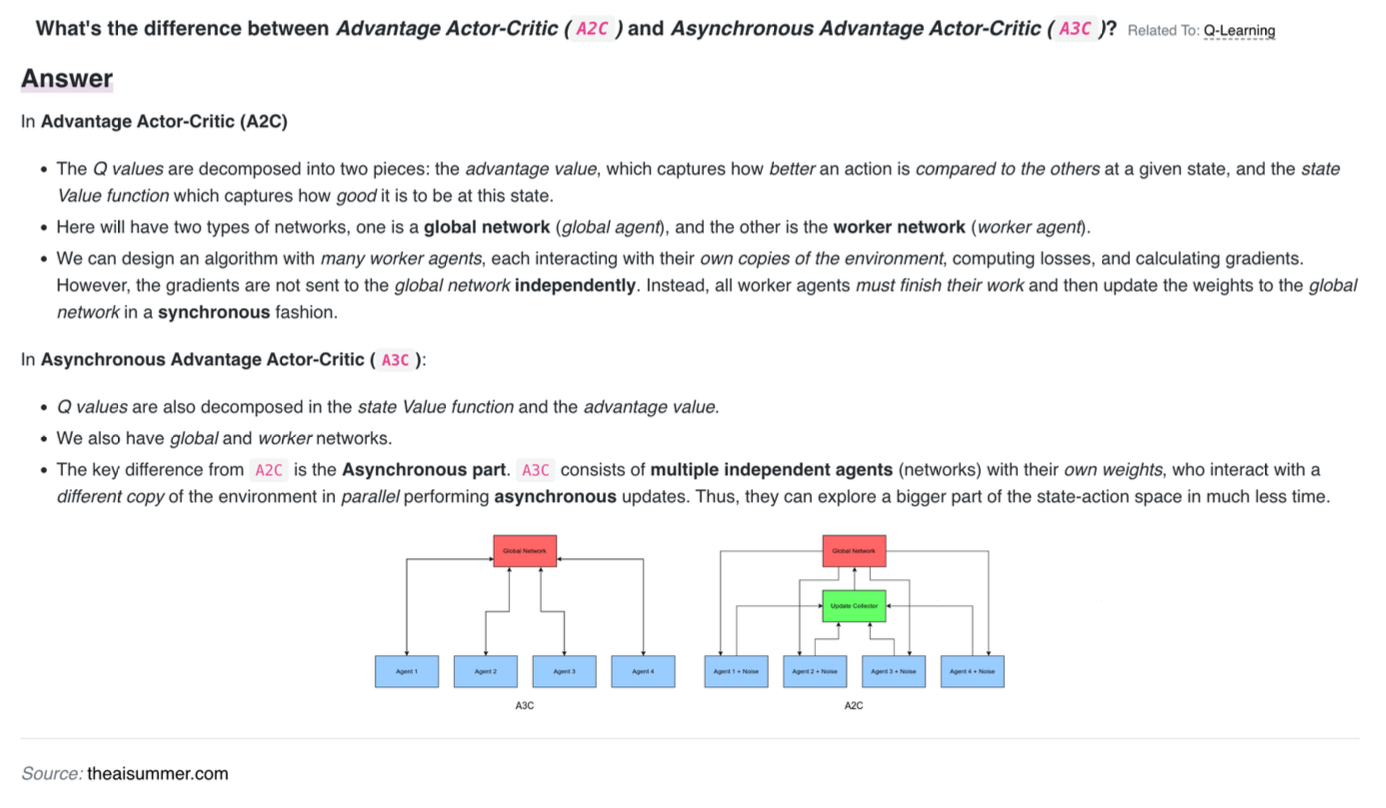 What's the difference between Advantage Actor-Critic ( A2C ) and Asynchronous Advantage Actor-Critic ( A3C )? Related To: Q-Learning
Answer
In Advantage Actor-Critic (A2C)
• The Q values are decomposed into two pieces: the advantage value, which captures how better an action is compared to the others at a given state, and the state
Value function which captures how good it is to be at this state.
• Here will have two types of networks, one is a global network (global agent), and the other is the worker network (worker agent).
• We can design an algorithm with many worker agents, each interacting with their own copies of the environment, computing losses, and calculating gradients.
However, the gradients are not sent to the global network independently. Instead, all worker agents must finish their work and then update the weights to the global
network in a synchronous fashion.
In Asynchronous Advantage Actor-Critic ( A3C ):
• Q values are also decomposed in the state Value function and the advantage value.
• We also have global and worker networks.
• The key difference from A2C is the Asynchronous part. A3C consists of multiple independent agents (networks) with their own weights, who interact with a
different copy of the environment in parallel performing asynchronous updates. Thus, they can explore a bigger part of the state-action space in much less time.
Global Network
Agent 1
Agent 2
Agent 3
Agent 4
A3C
Global Network
Update Collector
Agent 1 + Noise
Agent 2 + Noise
Agent 3 + Noise
Agent 4 + Noise
A2C
Source: theaisummer.com